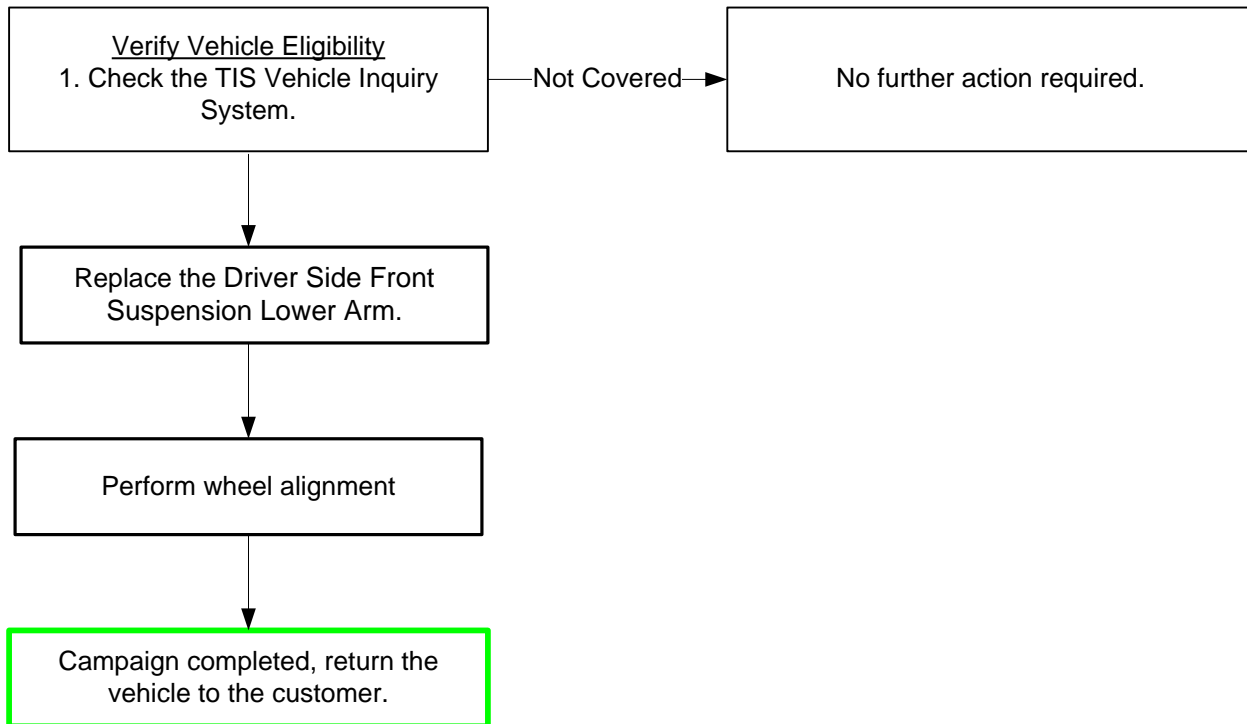 Verify Vehicle Eligibility
1. Check the TIS Vehicle Inquiry
System.
Not Covered
No further action required.
Replace the Driver Side Front
Suspension Lower Arm.
Perform wheel alignment
Campaign completed, return the
vehicle to the customer.